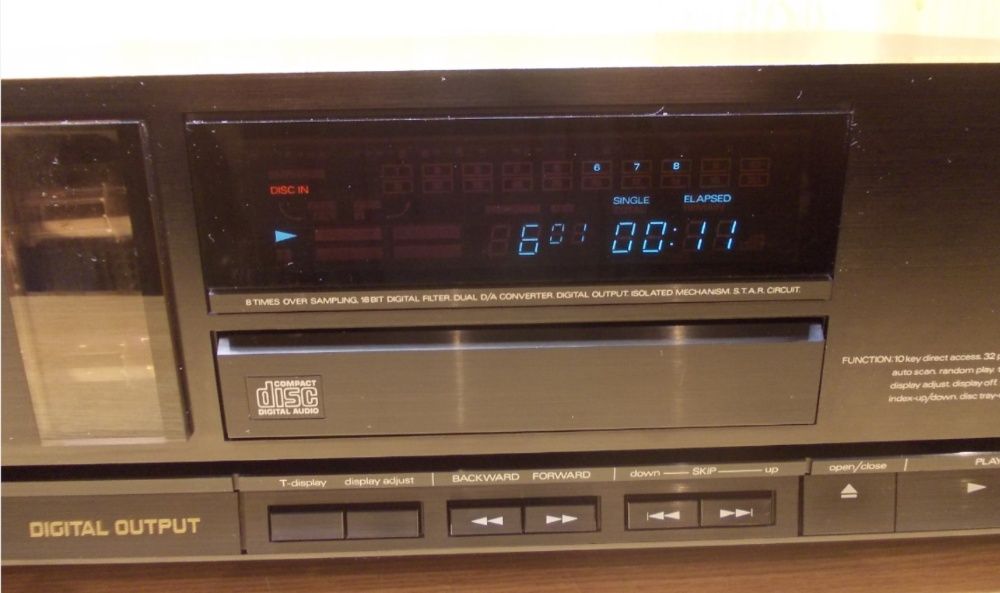 6 7 8
DISC IN
SINGLE ELAPSED
6 01 00:11
8 TIMES OVER SAMPLING. 18 BIT DIGITAL FILTER. DUAL D/A CONVERTER. DIGITAL OUTPUT. ISOLATED MECHANISM. S.T.A.R. CIRCUIT.
COMPACT
disc
DIGITAL AUDIO
FUNCTION: 10 key direct access. 32
auto scan. random play.
display adjust. display off.
index-up/down. disc tray-
T-display display adjust BACKWARD FORWARD down SKIP up open/close PLAY
DIGITAL OUTPUT